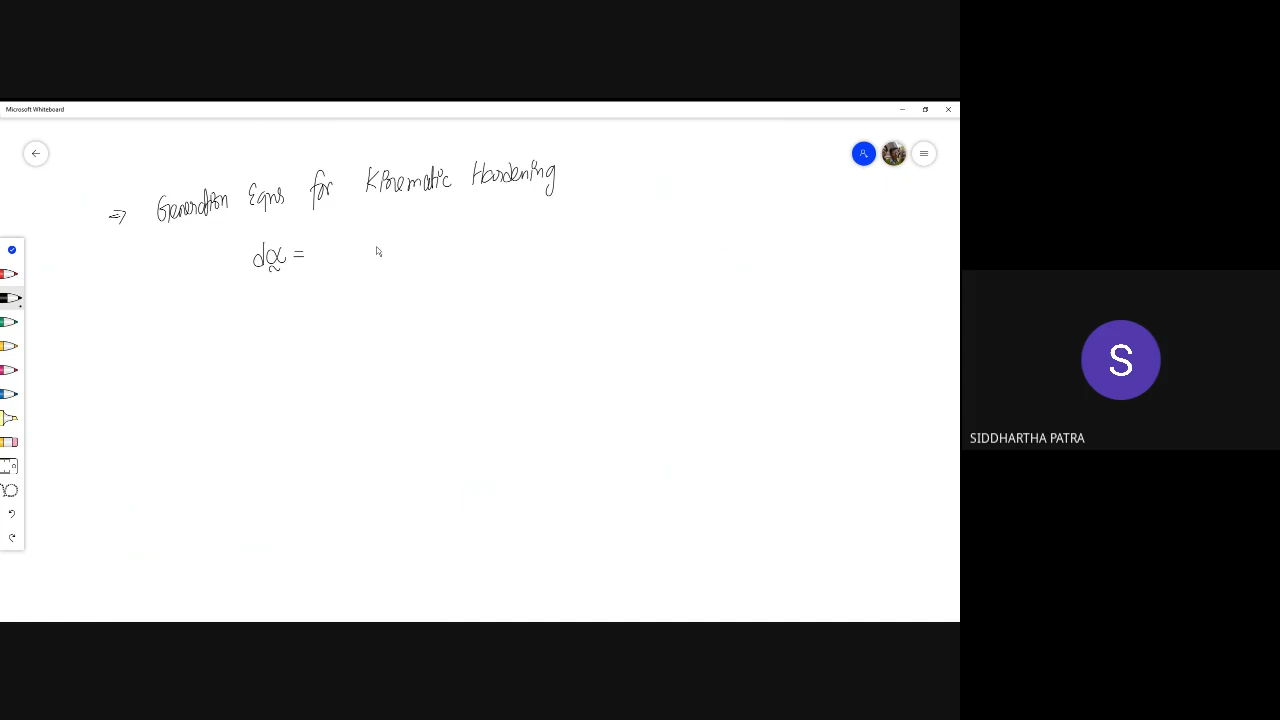 Microsoft Whiteboard
⇒ Generation Eqns for Kinematic Hardening
dα̰ =
S
SIDDHARTHA PATRA